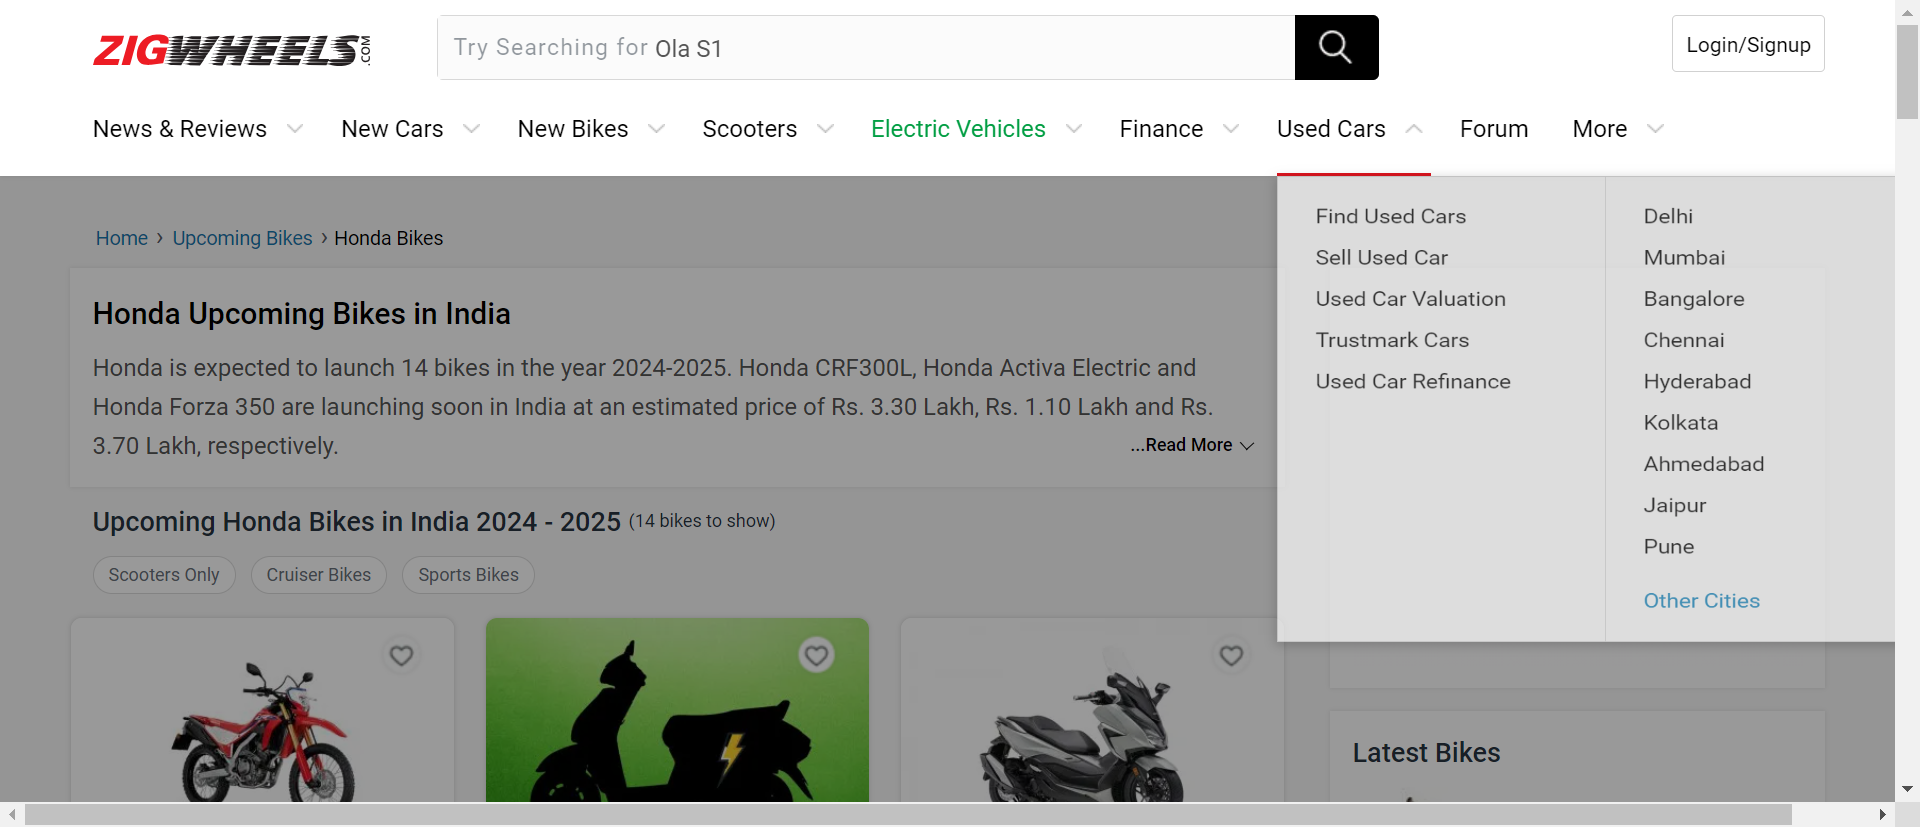 ZIGWHEELS.COM
Try Searching for Ola S1
Login/Signup
News & Reviews
New Cars
New Bikes
Scooters
Electric Vehicles
Finance
Used Cars
Forum
More
Find Used Cars
Sell Used Car
Used Car Valuation
Trustmark Cars
Used Car Refinance
Delhi
Mumbai
Bangalore
Chennai
Hyderabad
Kolkata
Ahmedabad
Jaipur
Pune
Other Cities
Home › Upcoming Bikes › Honda Bikes
Honda Upcoming Bikes in India
Honda is expected to launch 14 bikes in the year 2024-2025. Honda CRF300L, Honda Activa Electric and
Honda Forza 350 are launching soon in India at an estimated price of Rs. 3.30 Lakh, Rs. 1.10 Lakh and Rs.
3.70 Lakh, respectively.
...Read More
Upcoming Honda Bikes in India 2024 - 2025 (14 bikes to show)
Scooters Only
Cruiser Bikes
Sports Bikes
Latest Bikes